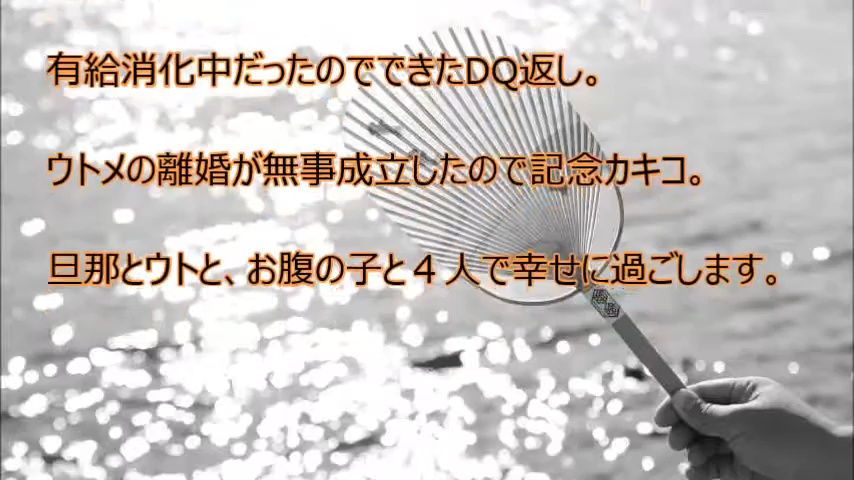 有給消化中だったのでできたDQ返し。
ウトメの離婚が無事成立したので記念カキコ。
旦那とウトと、お腹の子と４人で幸せに過ごします。